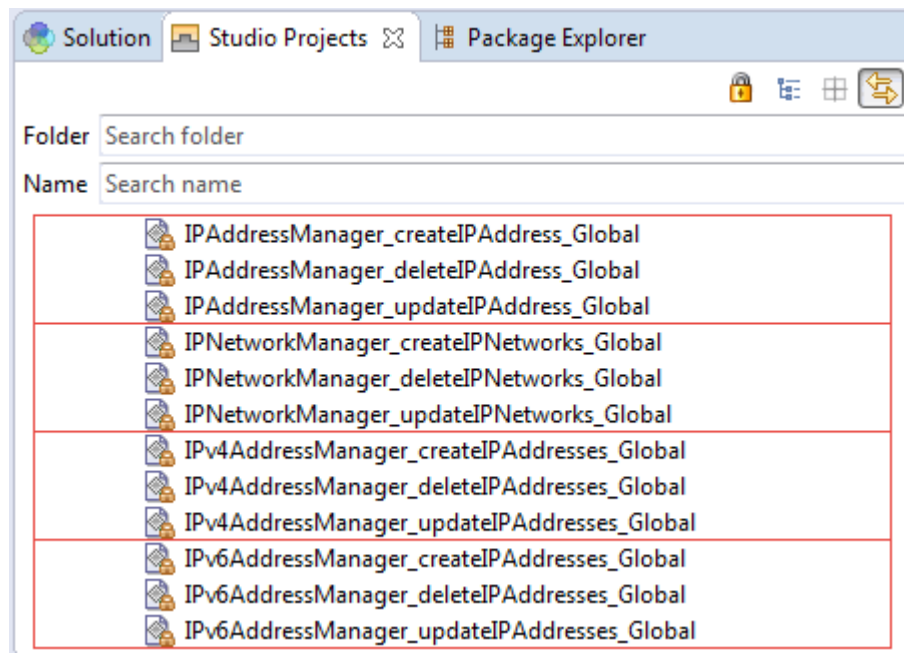 Solution Studio Projects Package Explorer
Folder Search folder
Name Search name
IPAddressManager_createIPAddress_Global
IPAddressManager_deleteIPAddress_Global
IPAddressManager_updateIPAddress_Global
IPNetworkManager_createIPNetworks_Global
IPNetworkManager_deleteIPNetworks_Global
IPNetworkManager_updateIPNetworks_Global
IPv4AddressManager_createIPAddresses_Global
IPv4AddressManager_deleteIPAddresses_Global
IPv4AddressManager_updateIPAddresses_Global
IPv6AddressManager_createIPAddresses_Global
IPv6AddressManager_deleteIPAddresses_Global
IPv6AddressManager_updateIPAddresses_Global